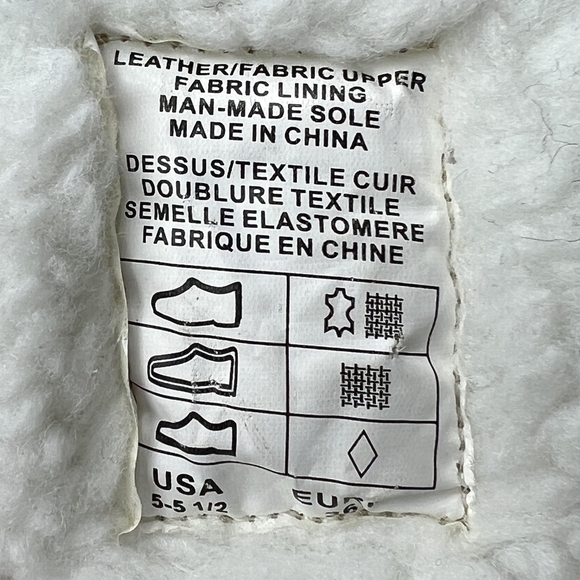 LEATHER/FABRIC UPPER
FABRIC LINING
MAN-MADE SOLE
MADE IN CHINA
DESSUS/TEXTILE CUIR
DOUBLURE TEXTILE
SEMELLE ELASTOMERE
FABRIQUE EN CHINE
USA
5-5 1/2